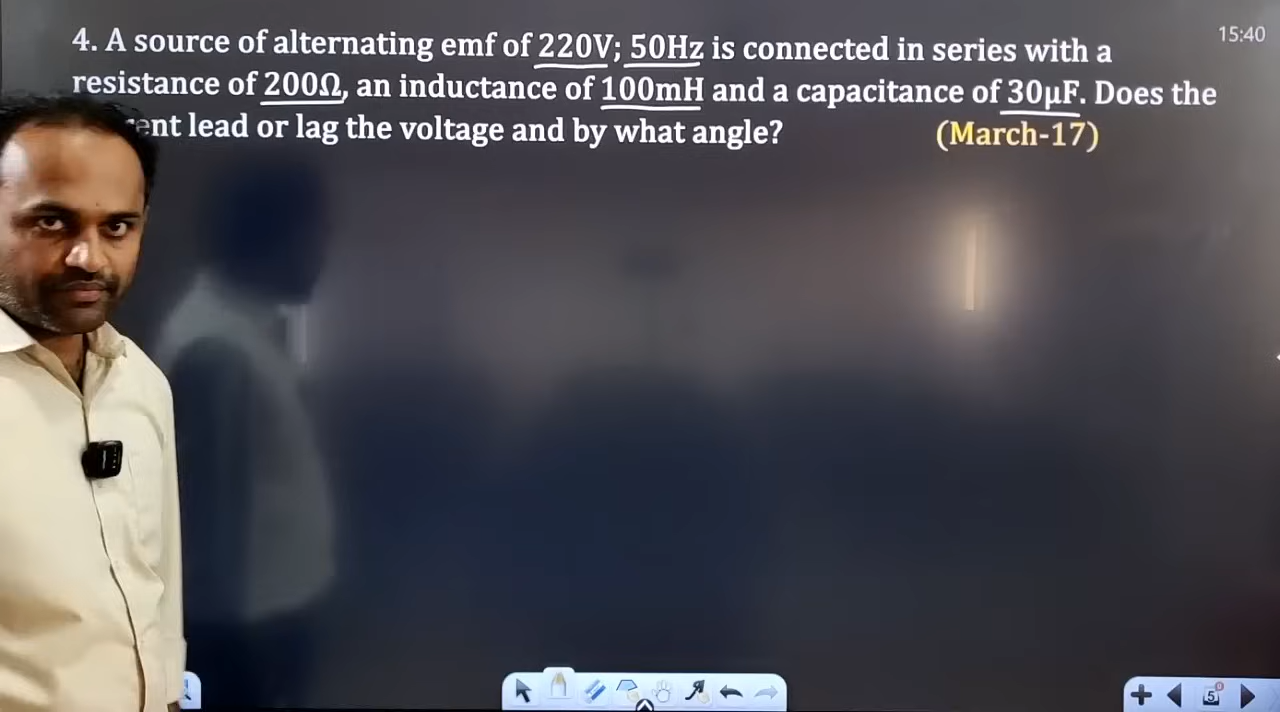 4. A source of alternating emf of 220V; 50Hz is connected in series with a
15:40
resistance of 200Ω, an inductance of 100mH and a capacitance of 30μF. Does the
ent lead or lag the voltage and by what angle?
(March-17)
5